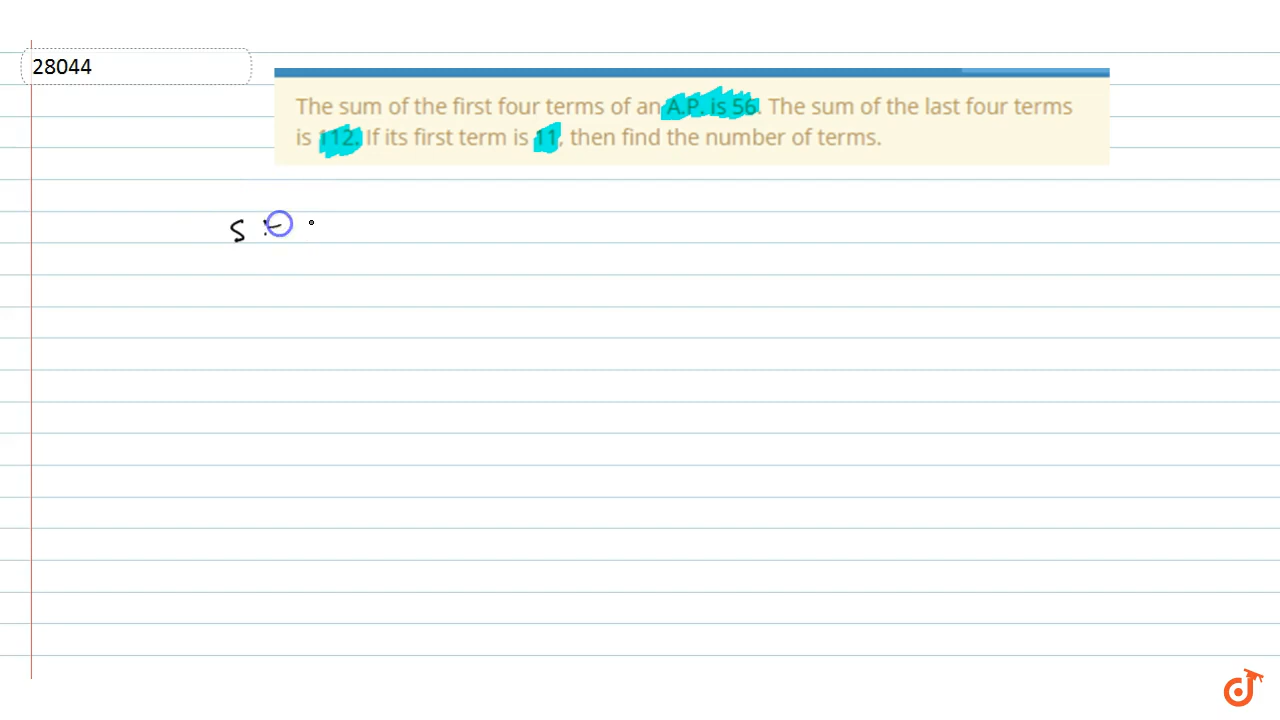 28044
The sum of the first four terms of an A.P. is 56. The sum of the last four terms
is 112. If its first term is 11, then find the number of terms.
S